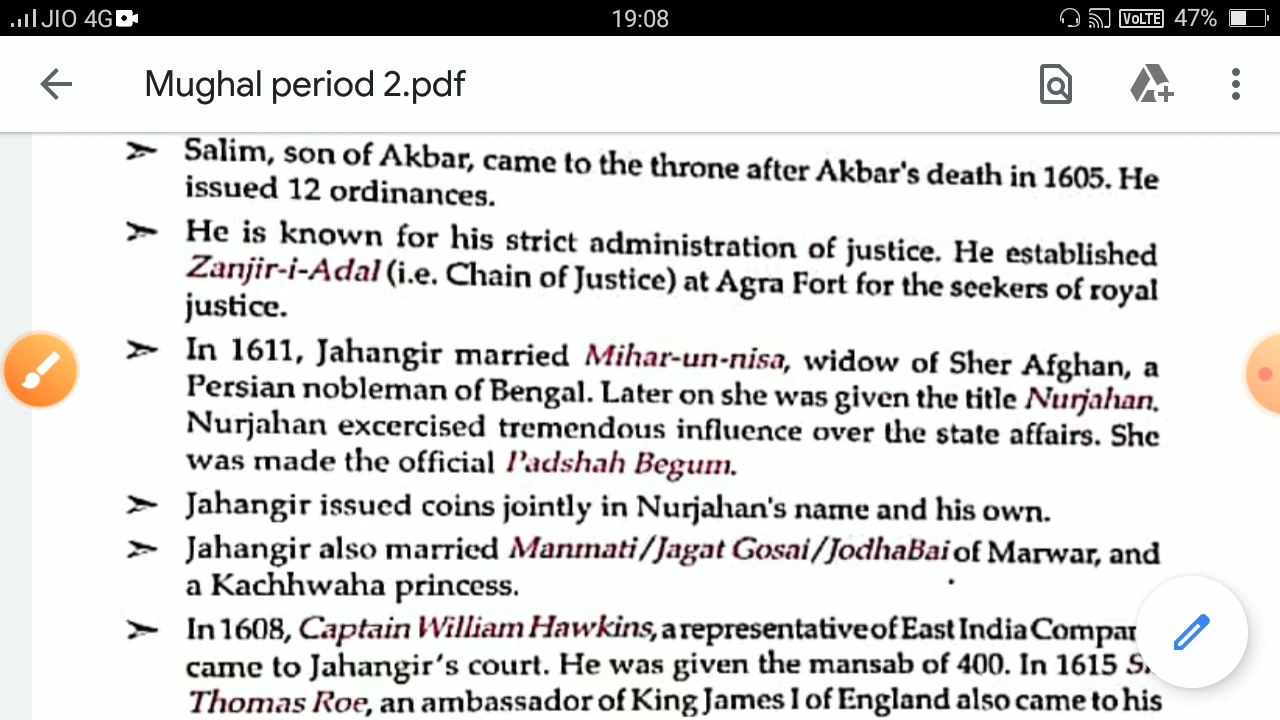 JIO 4G 19:08 VoLTE 47%
Mughal period 2.pdf
➢ Salim, son of Akbar, came to the throne after Akbar's death in 1605. He
issued 12 ordinances.
➢ He is known for his strict administration of justice. He established
Zanjir-i-Adal (i.e. Chain of Justice) at Agra Fort for the seekers of royal
justice.
➢ In 1611, Jahangir married Mihar-un-nisa, widow of Sher Afghan, a
Persian nobleman of Bengal. Later on she was given the title Nurjahan.
Nurjahan excercised tremendous influence over the state affairs. She
was made the official Padshah Begum.
➢ Jahangir issued coins jointly in Nurjahan's name and his own.
➢ Jahangir also married Manmati/Jagat Gosai/JodhaBai of Marwar, and
a Kachhwaha princess.
➢ In 1608, Captain William Hawkins, a representative of East India Compan
came to Jahangir's court. He was given the mansab of 400. In 1615
Thomas Roe, an ambassador of King James I of England also came to his